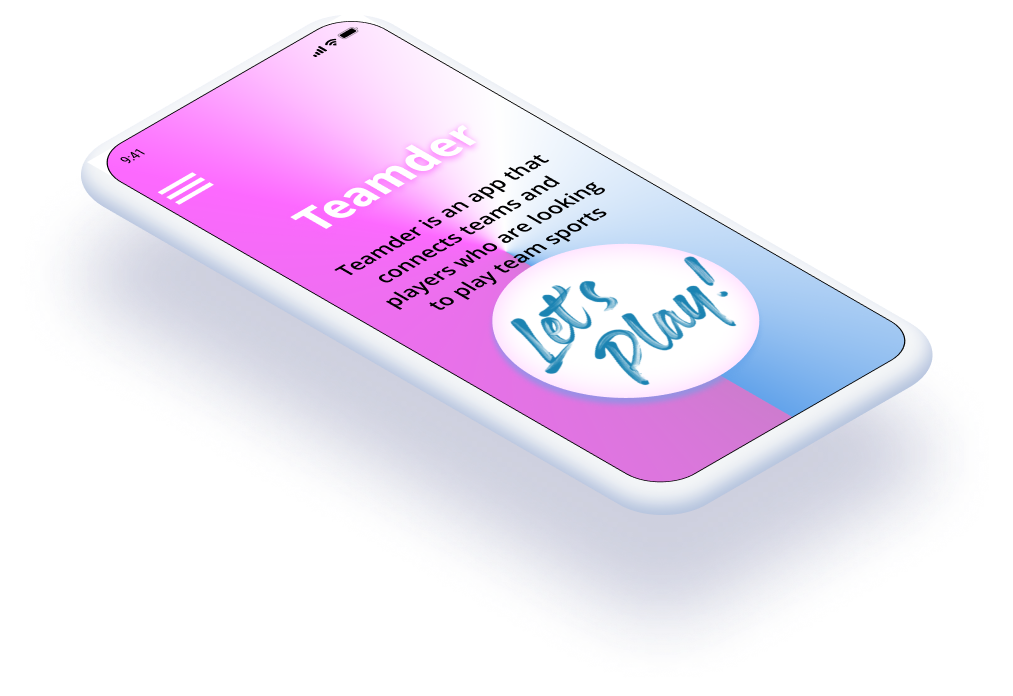 9:41
Teamder
Teamder is an app that
connects teams and
players who are looking
to play team sports
Let's
Play!